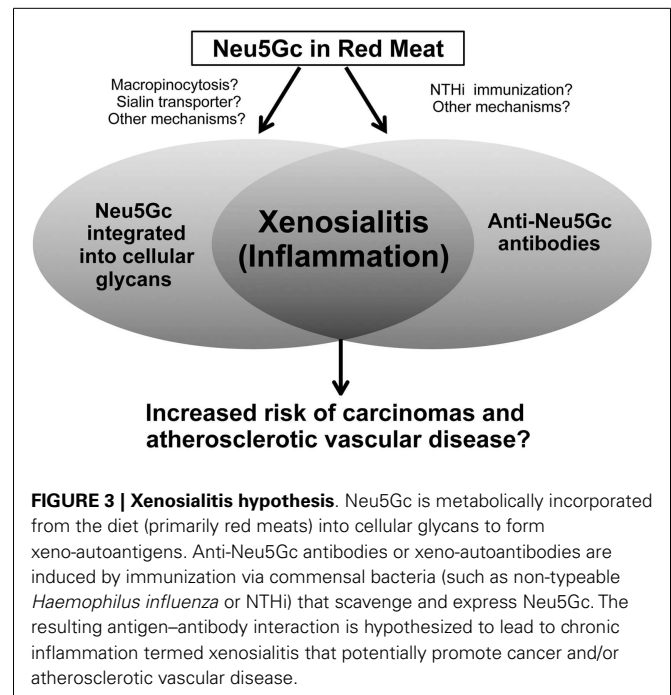 Neu5Gc in Red Meat
Macropinocytosis?
Sialin transporter?
Other mechanisms?
NTHi immunization?
Other mechanisms?
Neu5Gc
integrated
into cellular
glycans
Xenosialitis
(Inflammation)
Anti-Neu5Gc
antibodies
Increased risk of carcinomas and
atherosclerotic vascular disease?
FIGURE 3 | Xenosialitis hypothesis. Neu5Gc is metabolically incorporated
from the diet (primarily red meats) into cellular glycans to form
xeno-autoantigens. Anti-Neu5Gc antibodies or xeno-autoantibodies are
induced by immunization via commensal bacteria (such as non-typeable
Haemophilus influenza or NTHi) that scavenge and express Neu5Gc. The
resulting antigen–antibody interaction is hypothesized to lead to chronic
inflammation termed xenosialitis that potentially promote cancer and/or
atherosclerotic vascular disease.